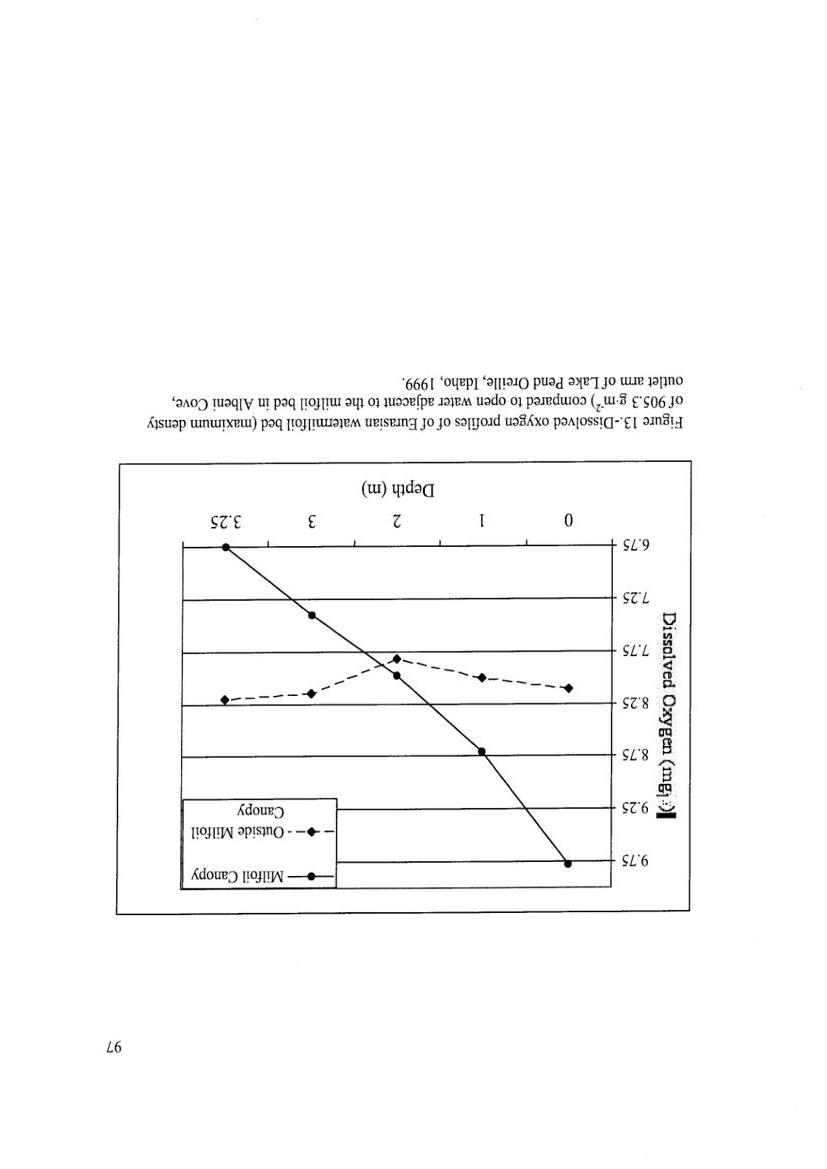 97
9.75
9.25
8.75
8.25
7.75
7.25
6.75
Milfoil Canopy
Outside Milfoil
Canopy
0 1 2 3 3.25
Depth (m)
Figure 13.-Dissolved oxygen profiles of of Eurasian watermilfoil bed (maximum densty
of 905.3 g·m-²) compared to open water adjacent to the milfoil bed in Albeni Cove,
outlet arm of Lake Pend Oreille, Idaho, 1999.
Dissolved Oxygen